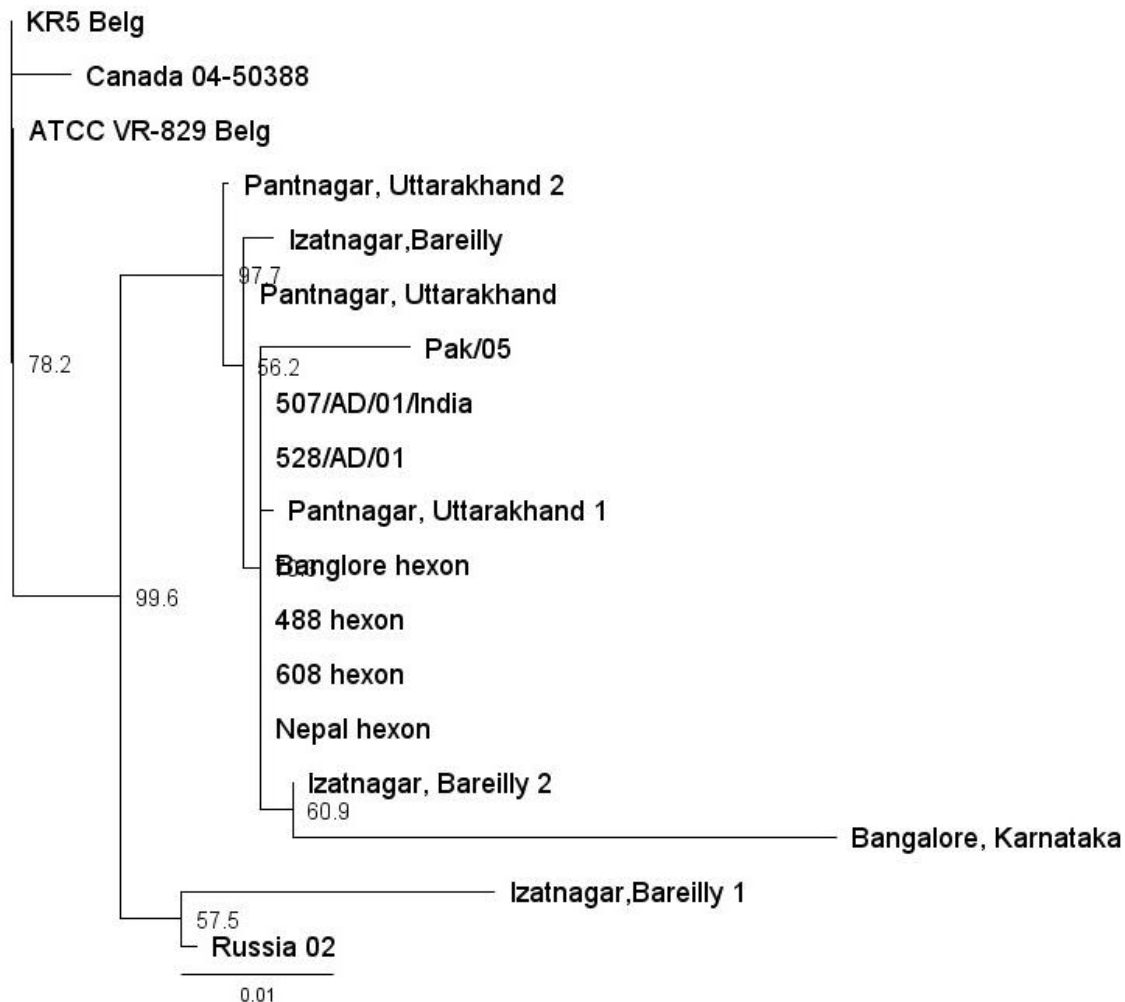 KR5 Belg
Canada 04-50388
ATCC VR-829 Belg
Pantnagar, Uttarakhand 2
Izatnagar,Bareilly
97.7
Pantnagar, Uttarakhand
Pak/05
78.2
56.2
507/AD/01/India
528/AD/01
Pantnagar, Uttarakhand 1
Banglore hexon
99.6
488 hexon
608 hexon
Nepal hexon
Izatnagar, Bareilly 2
60.9
Bangalore, Karnataka
Izatnagar,Bareilly 1
57.5
Russia 02
0.01